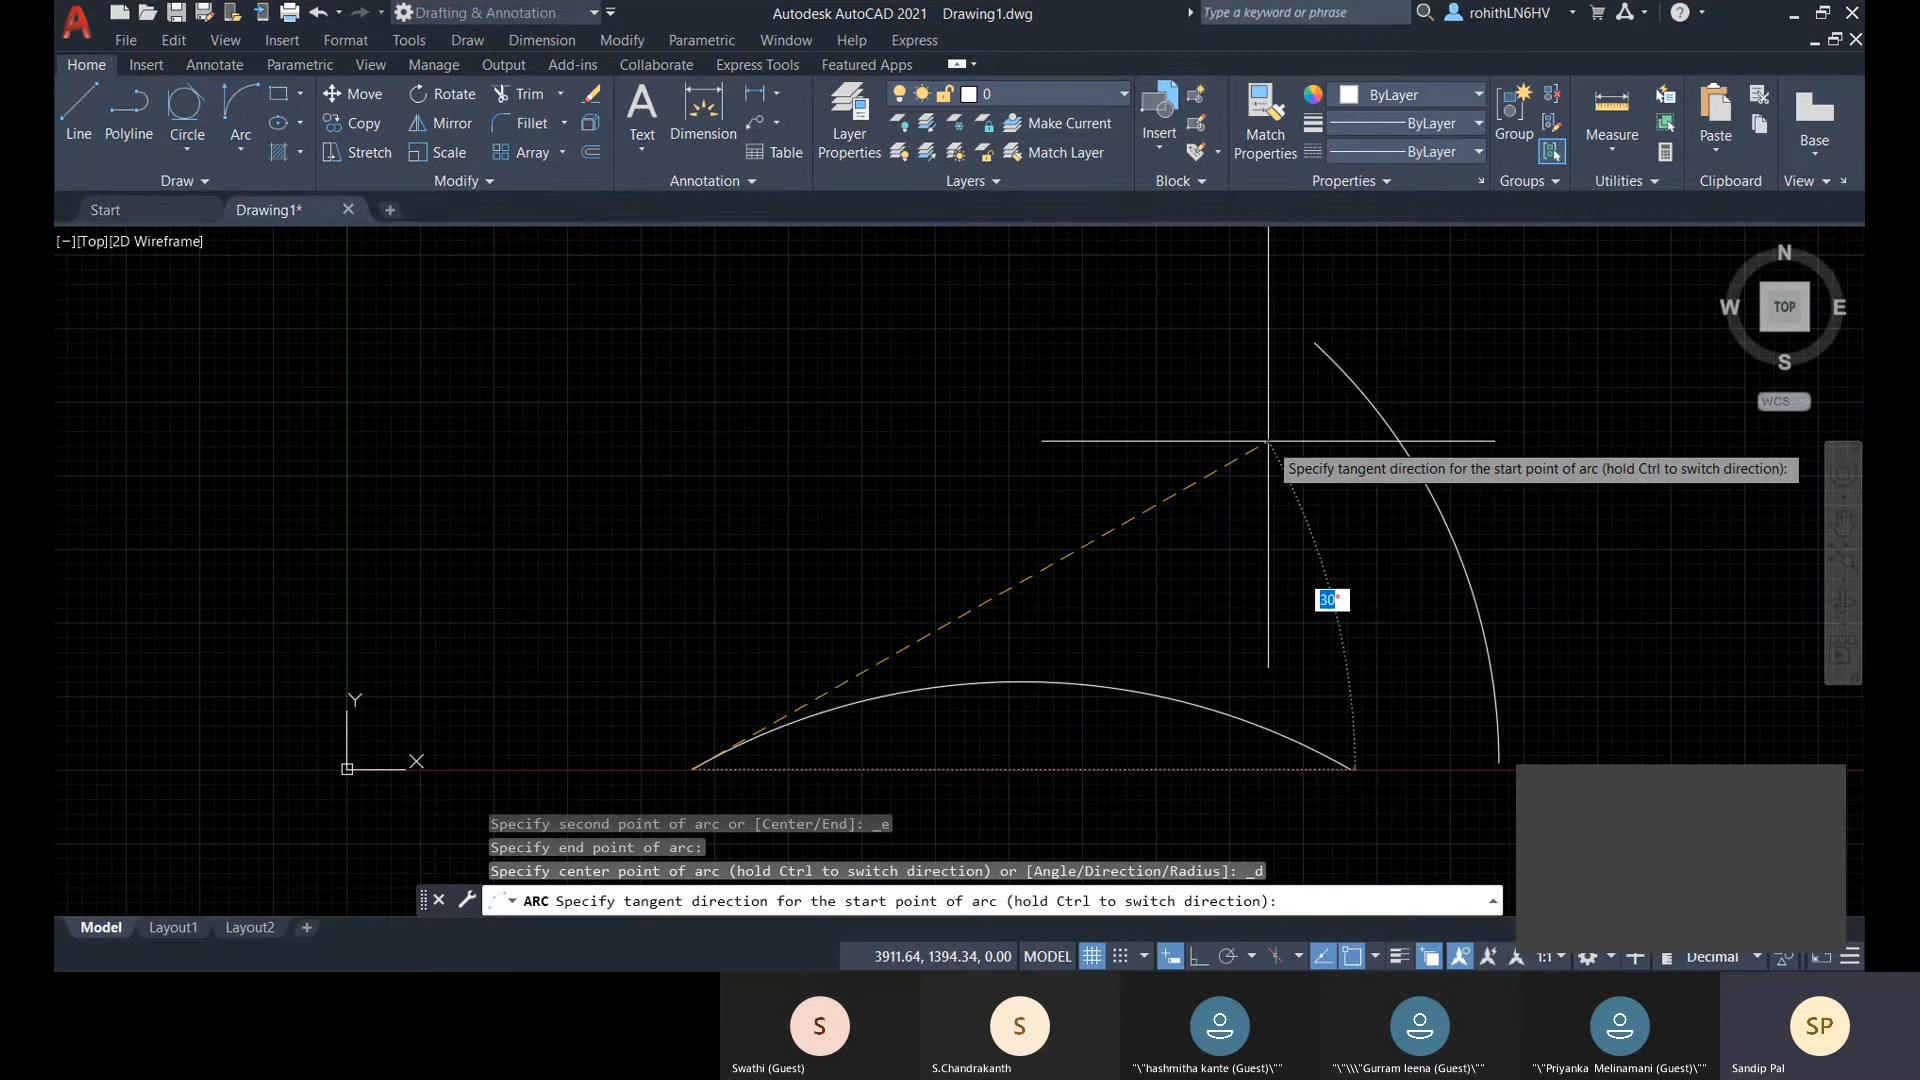 Drafting & Annotation
Autodesk AutoCAD 2021 Drawing1.dwg
Type a keyword or phrase
rohithLN6HV
File Edit View Insert Format Tools Draw Dimension Modify Parametric Window Help Express
Home Insert Annotate Parametric View Manage Output Add-ins Collaborate Express Tools Featured Apps
Line Polyline Circle Arc
Move Rotate Trim
Copy Mirror Fillet
Stretch Scale Array
Text Dimension
Table
Layer
Properties
0
Make Current
Match Layer
Insert
Match
Properties
ByLayer
ByLayer
ByLayer
Group
Measure
Paste
Base
Draw Modify Annotation Layers Block Properties Groups Utilities Clipboard View
Start Drawing1*
[−][Top][2D Wireframe]
N
W TOP E
S
WCS
Specify tangent direction for the start point of arc (hold Ctrl to switch direction):
30°
Y
X
Specify second point of arc or [Center/End]: _e
Specify end point of arc:
Specify center point of arc (hold Ctrl to switch direction) or [Angle/Direction/Radius]: _d
ARC Specify tangent direction for the start point of arc (hold Ctrl to switch direction):
Model Layout1 Layout2
3911.64, 1394.34, 0.00 MODEL 1:1 Decimal
S S SP
Swathi (Guest) S.Chandrakanth "\"hashmitha kante (Guest)\"" "\"\\\"Gurram leena (Guest)\"" "\"Priyanka Melinamani (Guest)\"" Sandip Pal